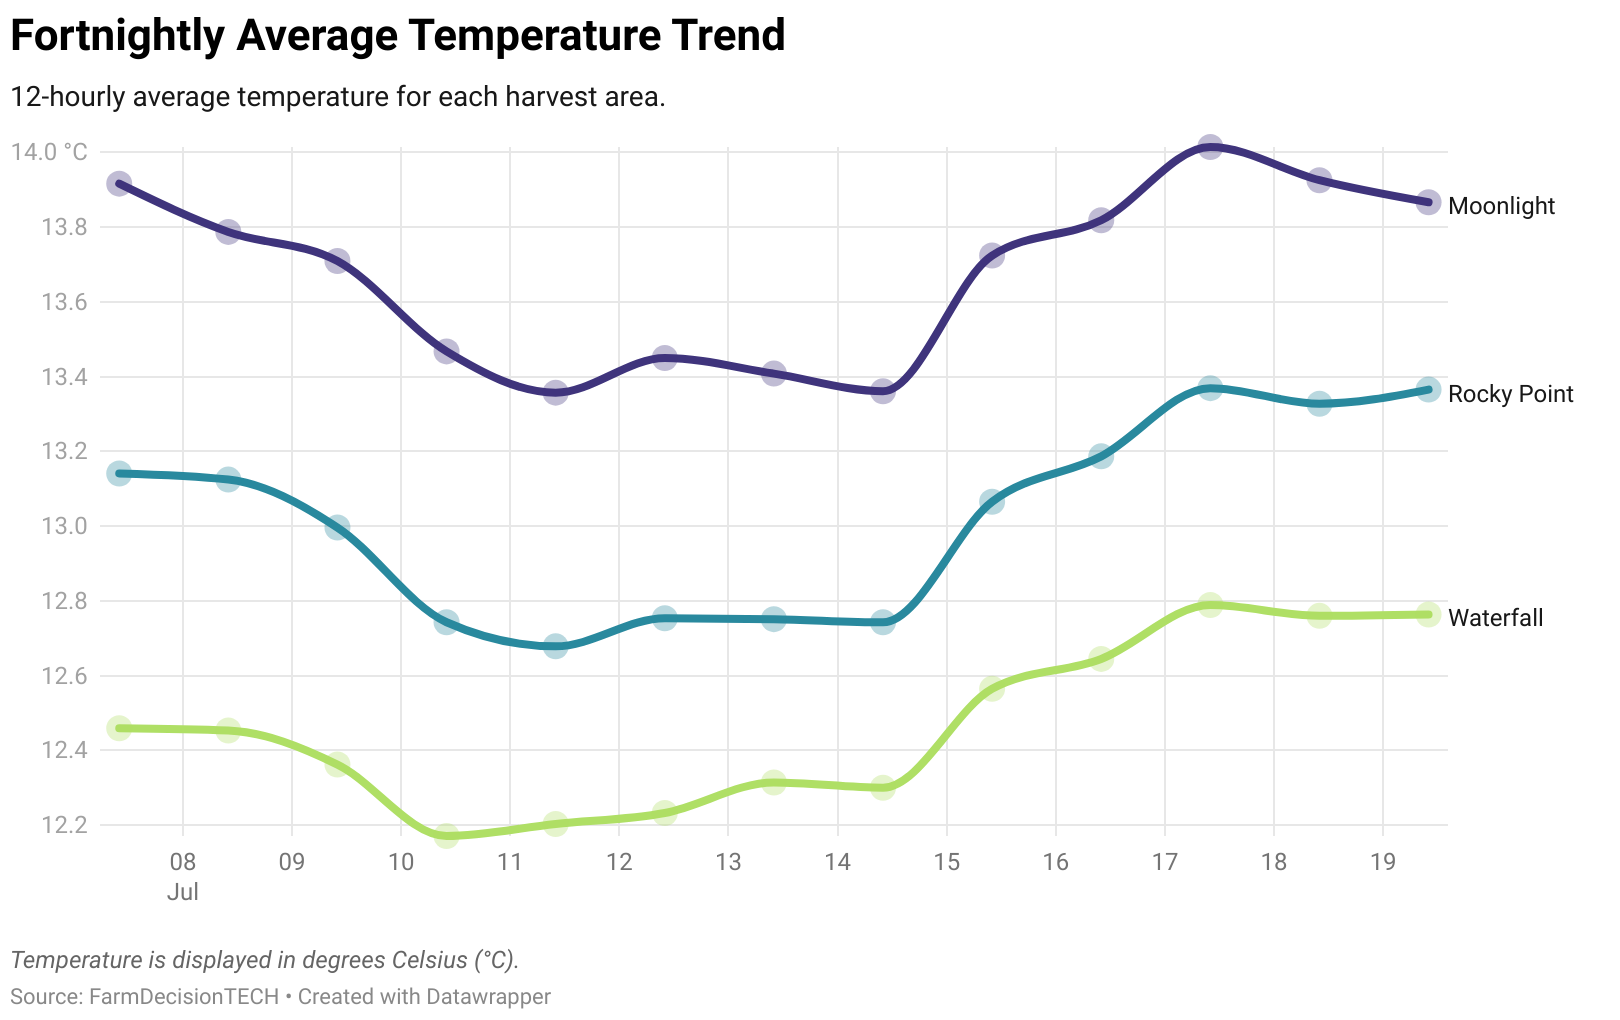 Fortnightly Average Temperature Trend
12-hourly average temperature for each harvest area.
14.0 °C
13.8
13.6
13.4
13.2
13.0
12.8
12.6
12.4
12.2
Moonlight
Rocky Point
Waterfall
08 09 10 11 12 13 14 15 16 17 18 19
Jul
Temperature is displayed in degrees Celsius (°C).
Source: FarmDecisionTECH • Created with Datawrapper